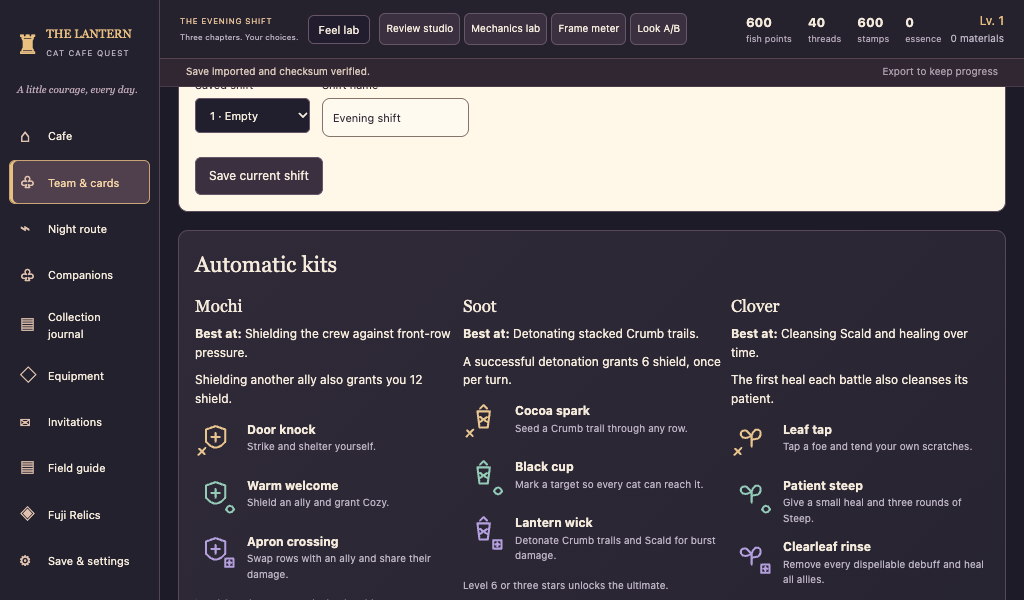 THE LANTERN
CAT CAFE QUEST
A little courage, every day.
Cafe
Team & cards
Night route
Companions
Collection
journal
Equipment
Invitations
Field guide
Fuji Relics
Save & settings
THE EVENING SHIFT
Three chapters. Your choices.
Feel lab
Review studio
Mechanics lab
Frame meter
Look A/B
600
fish points
40
threads
600
stamps
0
essence
Lv. 1
0 materials
Save imported and checksum verified.
Export to keep progress
Saved shift
Shift name
1 · Empty
Evening shift
Save current shift
Automatic kits
Mochi
Best at: Shielding the crew against front-row
pressure.
Shielding another ally also grants you 12
shield.
Door knock
Strike and shelter yourself.
Warm welcome
Shield an ally and grant Cozy.
Apron crossing
Swap rows with an ally and share their
damage.
Soot
Best at: Detonating stacked Crumb trails.
A successful detonation grants 6 shield, once
per turn.
Cocoa spark
Seed a Crumb trail through any row.
Black cup
Mark a target so every cat can reach it.
Lantern wick
Detonate Crumb trails and Scald for burst
damage.
Level 6 or three stars unlocks the ultimate.
Clover
Best at: Cleansing Scald and healing over
time.
The first heal each battle also cleanses its
patient.
Leaf tap
Tap a foe and tend your own scratches.
Patient steep
Give a small heal and three rounds of
Steep.
Clearleaf rinse
Remove every dispellable debuff and heal
all allies.